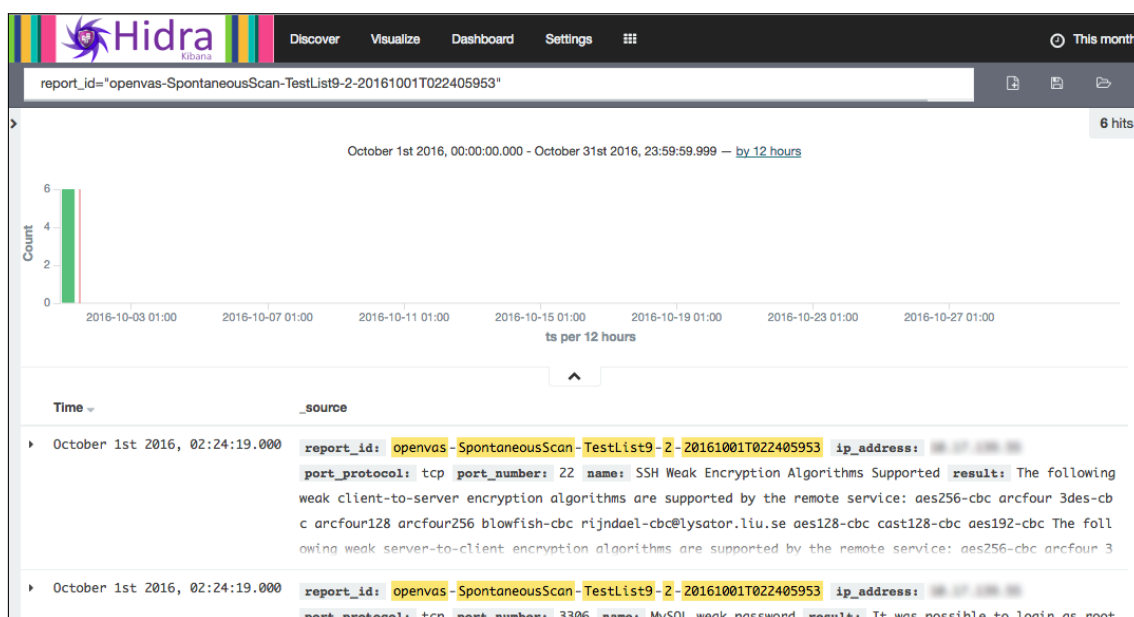 Hidra
Kibana
Discover Visualize Dashboard Settings This month
report_id="openvas-SpontaneousScan-TestList9-2-20161001T022405953"
6 hits
October 1st 2016, 00:00:00.000 - October 31st 2016, 23:59:59.999 — by 12 hours
6
4
2
0
Count
2016-10-03 01:00 2016-10-07 01:00 2016-10-11 01:00 2016-10-15 01:00 2016-10-19 01:00 2016-10-23 01:00 2016-10-27 01:00
ts per 12 hours
Time _source
October 1st 2016, 02:24:19.000 report_id: openvas-SpontaneousScan-TestList9-2-20161001T022405953 ip_address:
port_protocol: tcp port_number: 22 name: SSH Weak Encryption Algorithms Supported result: The following
weak client-to-server encryption algorithms are supported by the remote service: aes256-cbc arcfour 3des-cb
c arcfour128 arcfour256 blowfish-cbc rijndael-cbc@lysator.liu.se aes128-cbc cast128-cbc aes192-cbc The foll
owing weak server-to-client encryption algorithms are supported by the remote service: aes256-cbc arcfour 3
October 1st 2016, 02:24:19.000 report_id: openvas-SpontaneousScan-TestList9-2-20161001T022405953 ip_address:
port_protocol: tcp port_number: 3306 name: MySQL weak password result: It was possible to login as root